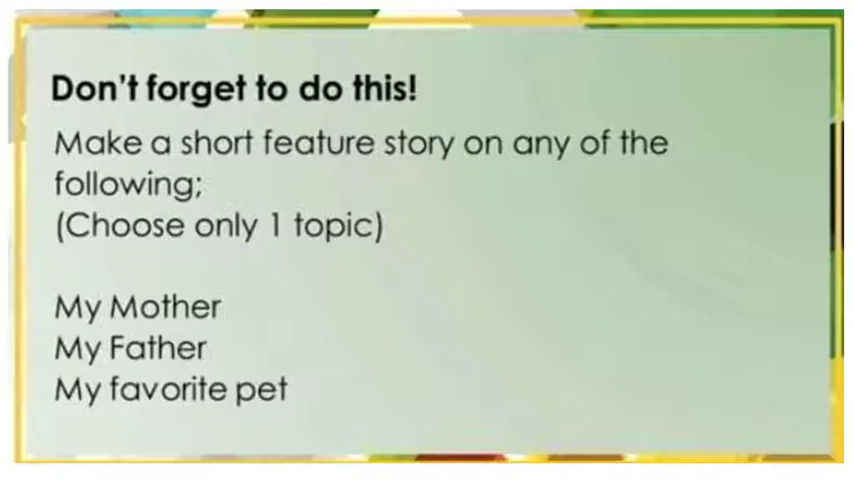 Don't forget to do this!
Make a short feature story on any of the
following;
(Choose only 1 topic)
My Mother
My Father
My favorite pet